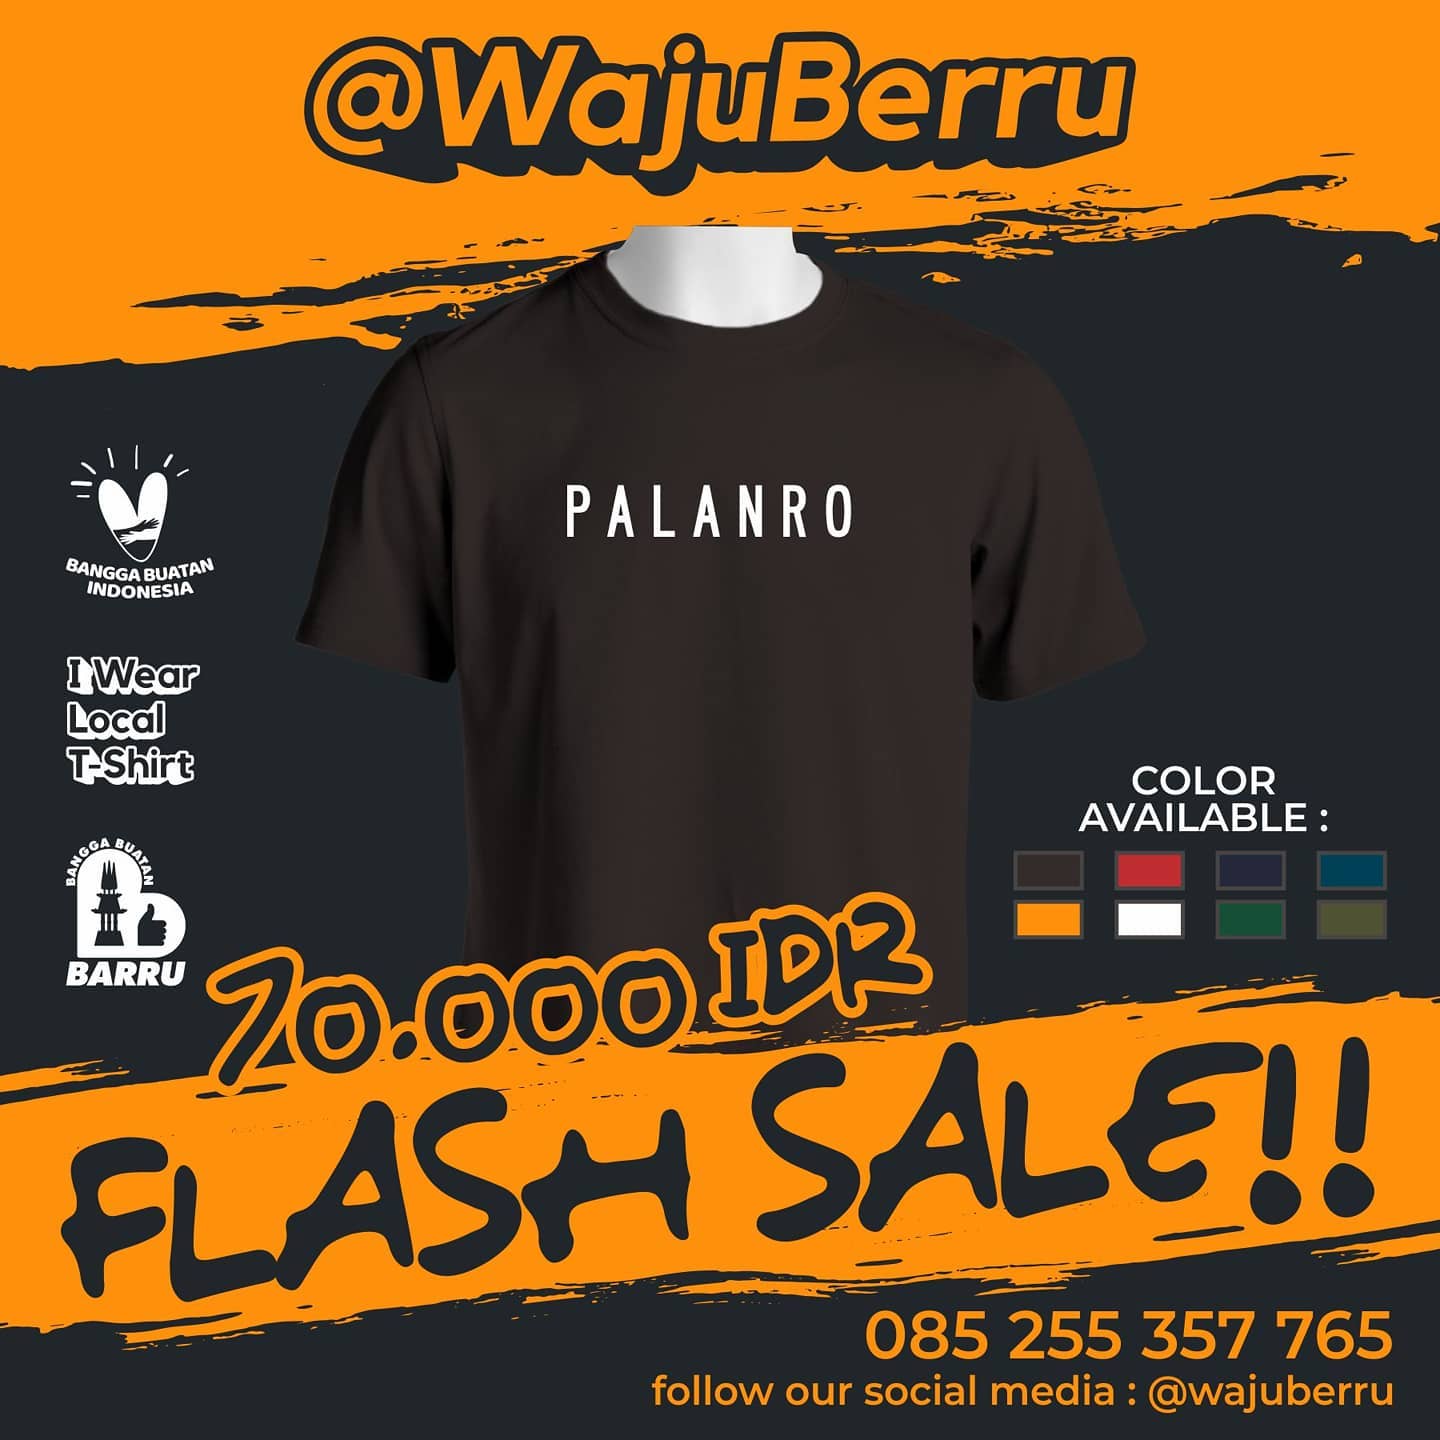 @WajuBerru
PALANRO
BANGGA BUATAN
INDONESIA
I Wear
Local
T-Shirt
BANGGA BUATAN
BARRU
COLOR
AVAILABLE :
70.000 IDR
FLASH SALE!!
085 255 357 765
follow our social media : @wajuberru